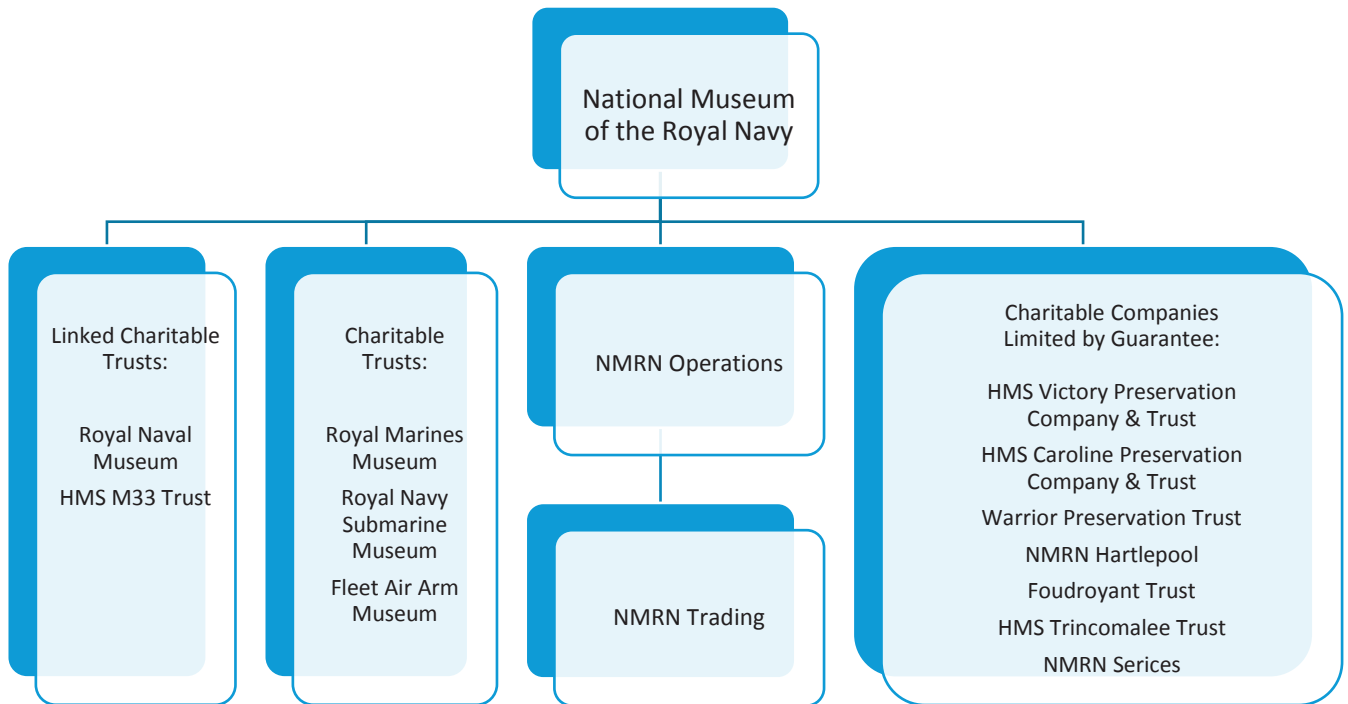 National Museum
of the Royal Navy
Linked Charitable
Trusts:
Royal Naval
Museum
HMS M33 Trust
Charitable
Trusts:
Royal Marines
Museum
Royal Navy
Submarine
Museum
Fleet Air Arm
Museum
NMRN Operations
NMRN Trading
Charitable Companies
Limited by Guarantee:
HMS Victory Preservation
Company & Trust
HMS Caroline Preservation
Company & Trust
Warrior Preservation Trust
NMRN Hartlepool
Foudroyant Trust
HMS Trincomalee Trust
NMRN Serices